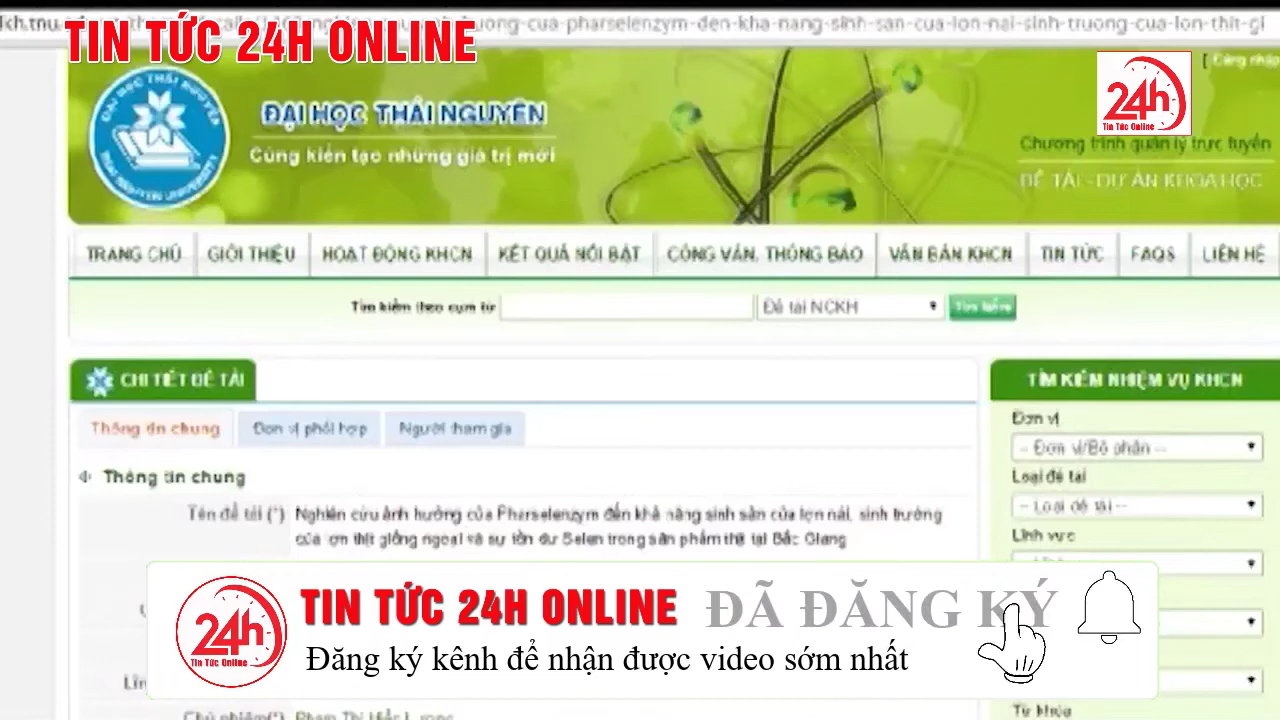 TIN TỨC 24H ONLINE
24h
Tin Tức Online
ĐẠI HỌC THÁI NGUYÊN
Cùng kiến tạo những giá trị mới
[ Đăng nhập
Chương trình quản lý trực tuyến
ĐỀ TÀI - DỰ ÁN KHOA HỌC
TRANG CHỦ GIỚI THIỆU HOẠT ĐỘNG KHCN KẾT QUẢ NỔI BẬT CÔNG VĂN, THÔNG BÁO VĂN BẢN KHCN TIN TỨC FAQS LIÊN HỆ
Tìm kiếm theo cụm từ Đề tài NCKH Tìm kiếm
CHI TIẾT ĐỀ TÀI
TÌM KIẾM NHIỆM VỤ KHCN
Thông tin chung Đơn vị phối hợp Người tham gia
Đơn vị
-- Đơn vị/Bộ phận --
Thông tin chung
Loại đề tài
-- Loại đề tài --
Tên đề tài (*) Nghiên cứu ảnh hưởng của Pharselenzym đến khả năng sinh sản của lợn nái, sinh trưởng
của lợn thịt giống ngoại và sự tồn dư Selen trong sản phẩm thịt tại Bắc Giang
Lĩnh vực
24h
Tin Tức Online
TIN TỨC 24H ONLINE
ĐÃ ĐĂNG KÝ
Đăng ký kênh để nhận được video sớm nhất
Từ khóa